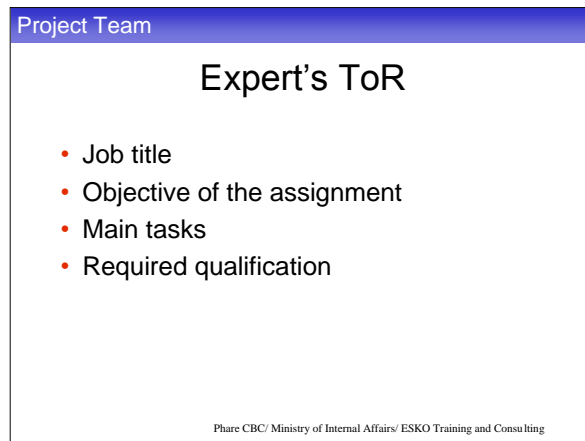 Project Team
Expert's ToR
• Job title
• Objective of the assignment
• Main tasks
• Required qualification
Phare CBC/ Ministry of Internal Affairs/ ESKO Training and Consulting